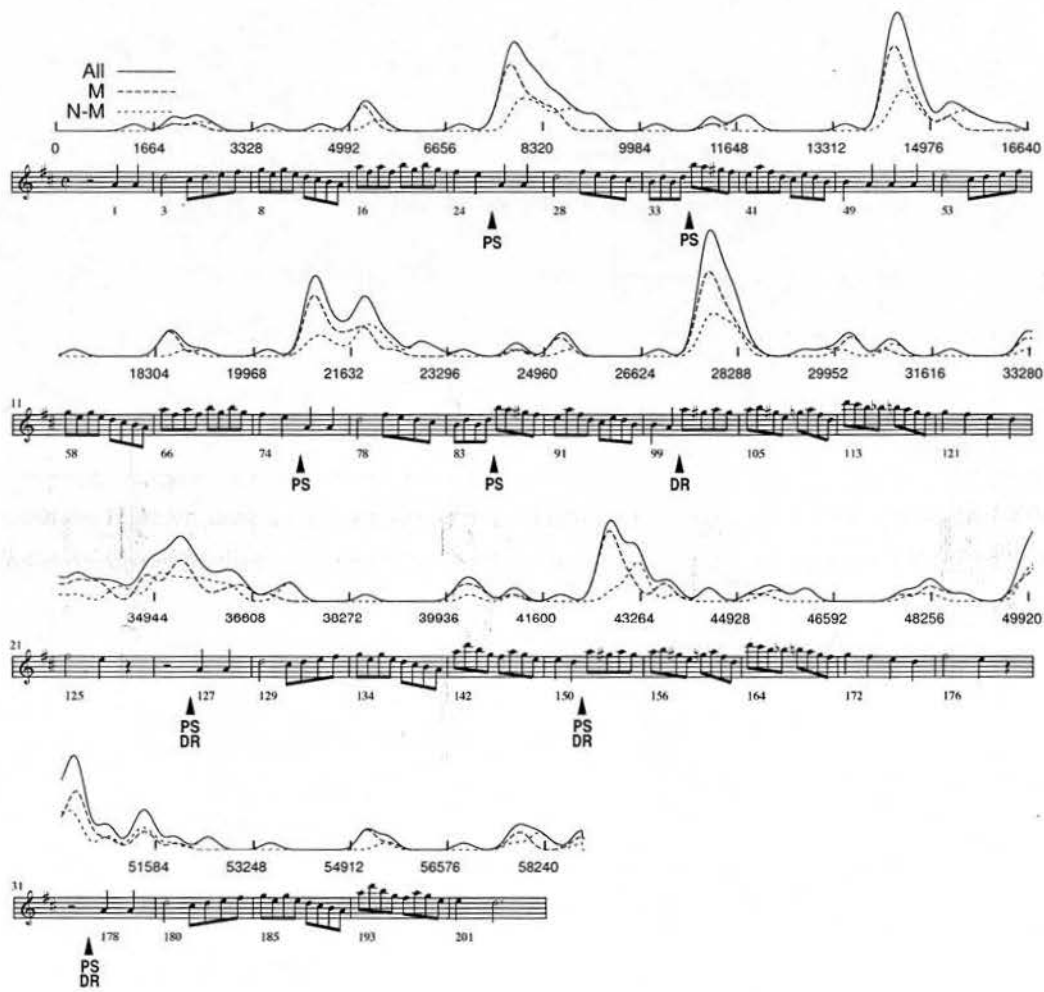 All
M
N-M
0 1664 3328 4992 6656 8320 9984 11648 13312 14976 16640
1 3 8 16 24 28 33 41 49 53
PS PS
18304 19968 21632 23296 24960 26624 28288 29952 31616 33280
11
58 66 74 78 83 91 99 105 113 121
PS PS DR
34944 36608 30272 39936 41600 43264 44928 46592 48256 49920
21
125 127 129 134 142 150 156 164 172 176
PS PS
DR DR
51584 53248 54912 56576 58240
31
178 180 185 193 201
PS
DR